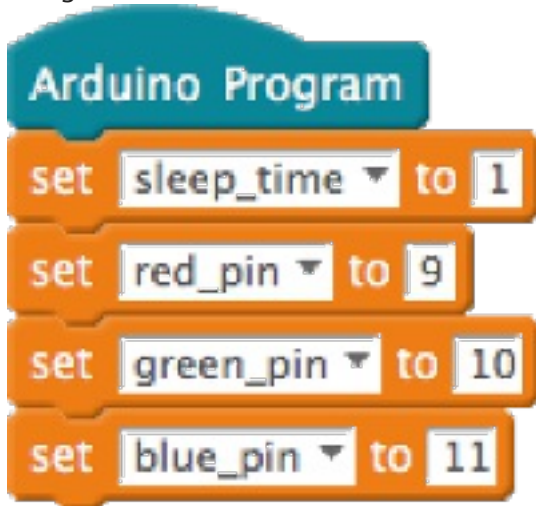 Arduino Program
set sleep_time to 1
set red_pin to 9
set green_pin to 10
set blue_pin to 11